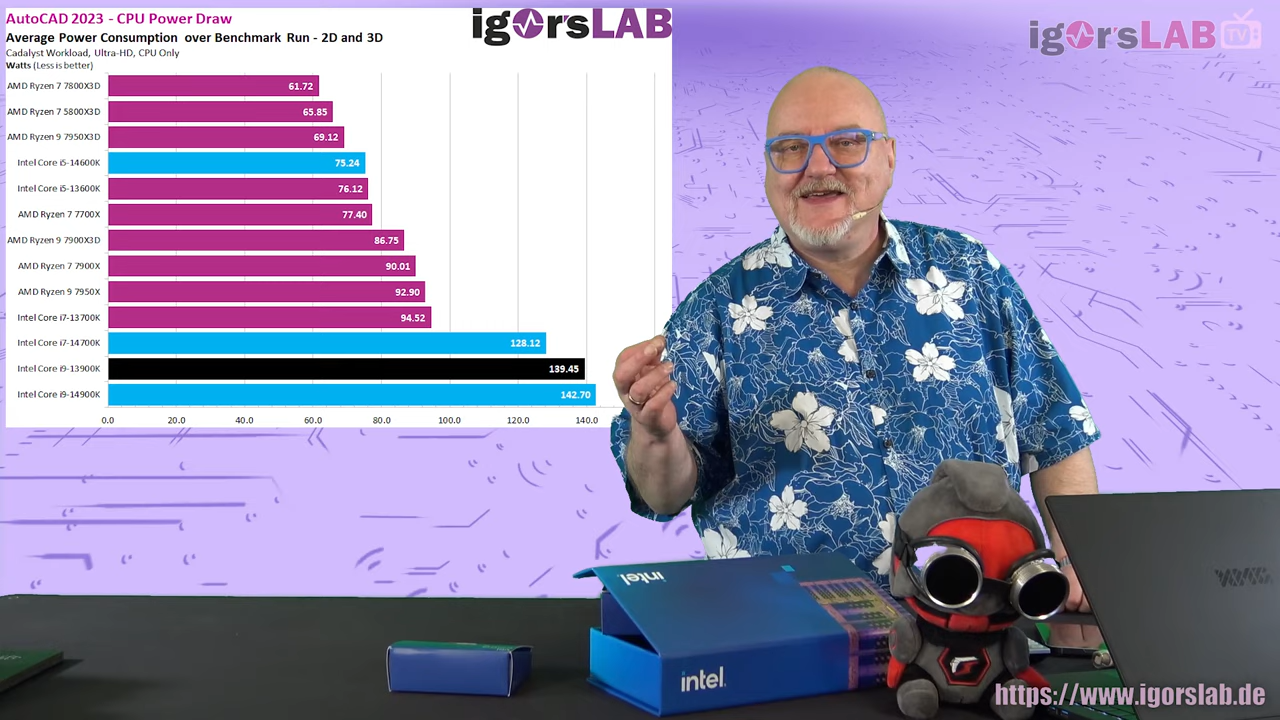 AutoCAD 2023 - CPU Power Draw
igorsLAB
Average Power Consumption over Benchmark Run - 2D and 3D
Cadalyst Workload, Ultra-HD, CPU Only
Watts (Less is better)
AMD Ryzen 7 7800X3D 61.72
AMD Ryzen 7 5800X3D 65.85
AMD Ryzen 9 7950X3D 69.12
Intel Core i5-14600K 75.24
Intel Core i5-13600K 76.12
AMD Ryzen 7 7700X 77.40
AMD Ryzen 9 7900X3D 86.75
AMD Ryzen 7 7900X 90.01
AMD Ryzen 9 7950X 92.90
Intel Core i7-13700K 94.52
Intel Core i7-14700K 128.12
Intel Core i9-13900K 139.45
Intel Core i9-14900K 142.70
0.0 20.0 40.0 60.0 80.0 100.0 120.0 140.0
igorsLAB TV
intel
intel.
https://www.igorslab.de